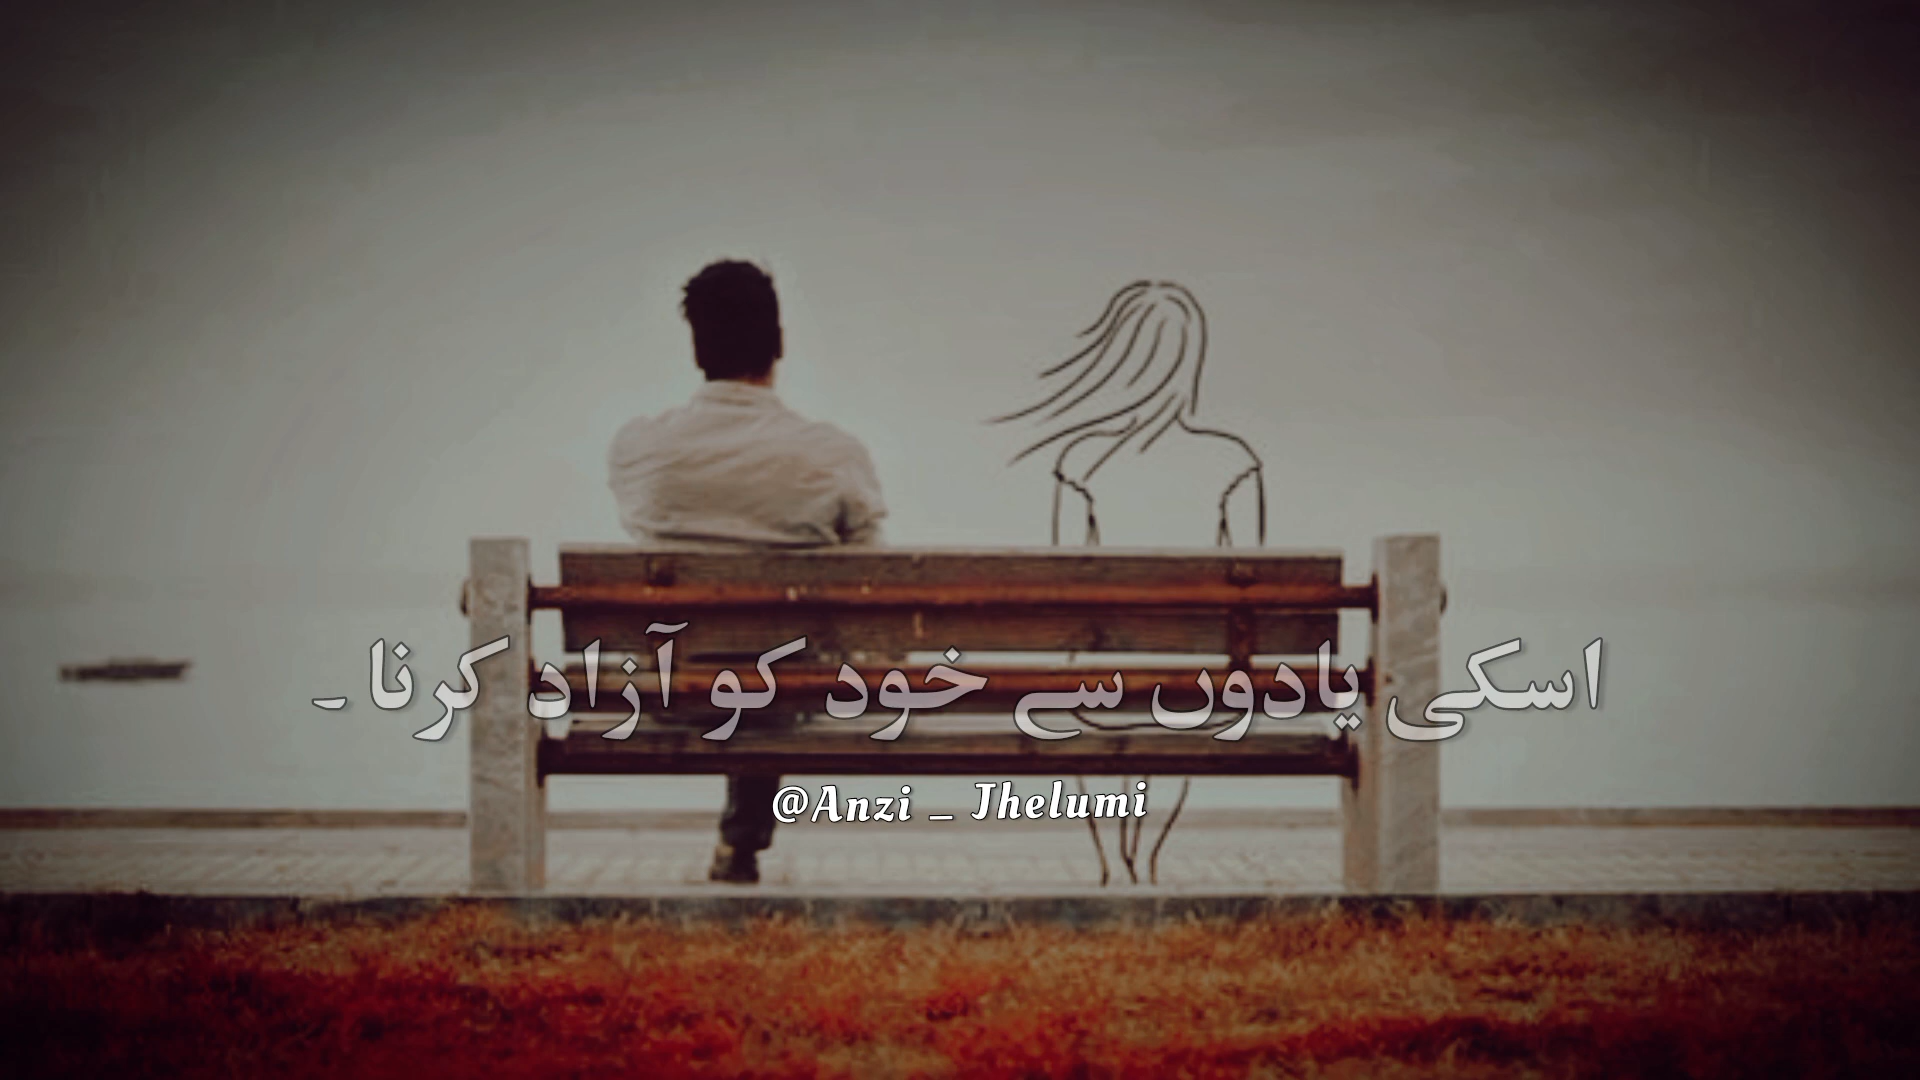 اسکی یادوں سے خود کو آزاد کرنا ۔
@Anzi _ Jhelumi